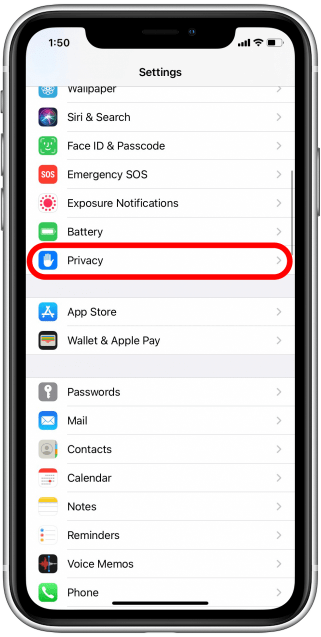 1:50
Settings
Wallpaper
Siri & Search
Face ID & Passcode
SOS
Emergency SOS
Exposure Notifications
Battery
Privacy
App Store
Wallet & Apple Pay
Passwords
Mail
Contacts
Calendar
Notes
Reminders
Voice Memos
Phone